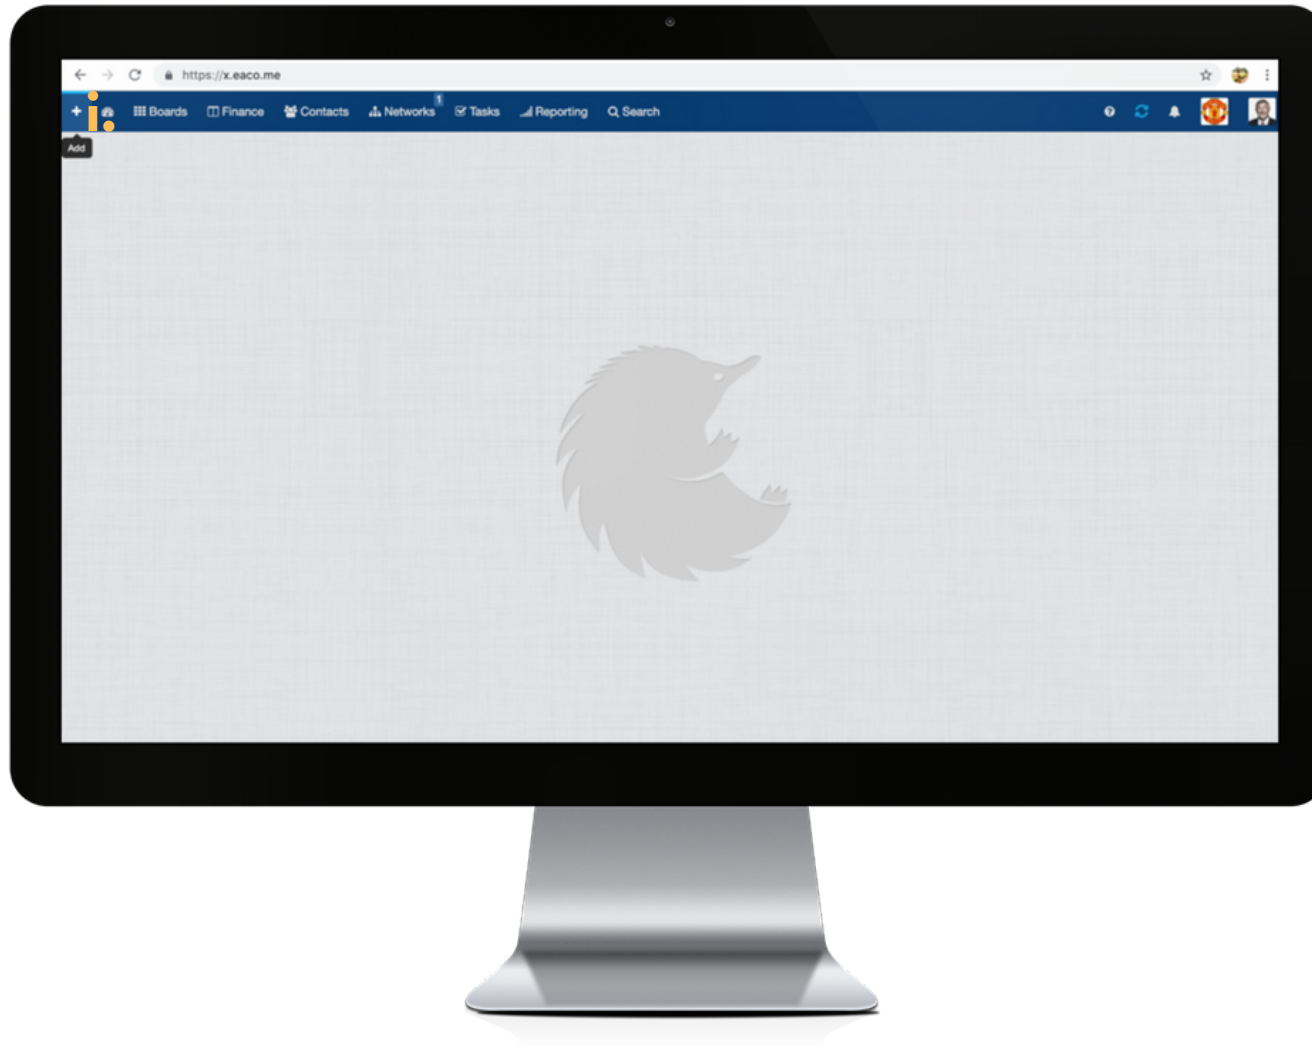 https://x.eaco.me
i.
Boards Finance Contacts Networks 1 Tasks Reporting Search
Add